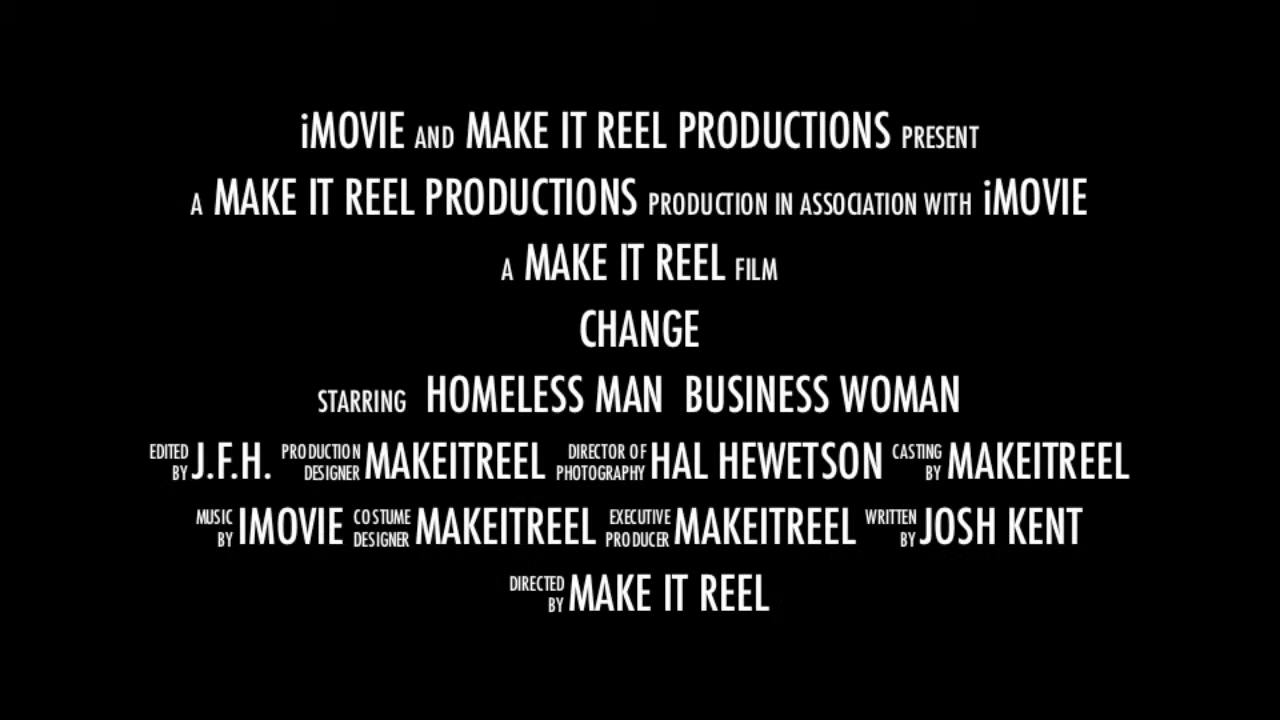 iMOVIE AND MAKE IT REEL PRODUCTIONS PRESENT
A MAKE IT REEL PRODUCTIONS PRODUCTION IN ASSOCIATION WITH iMOVIE
A MAKE IT REEL FILM
CHANGE
STARRING HOMELESS MAN BUSINESS WOMAN
EDITED BY J.F.H. PRODUCTION DESIGNER MAKEITREEL DIRECTOR OF PHOTOGRAPHY HAL HEWETSON CASTING BY MAKEITREEL
MUSIC BY IMOVIE COSTUME DESIGNER MAKEITREEL EXECUTIVE PRODUCER MAKEITREEL WRITTEN BY JOSH KENT
DIRECTED BY MAKE IT REEL